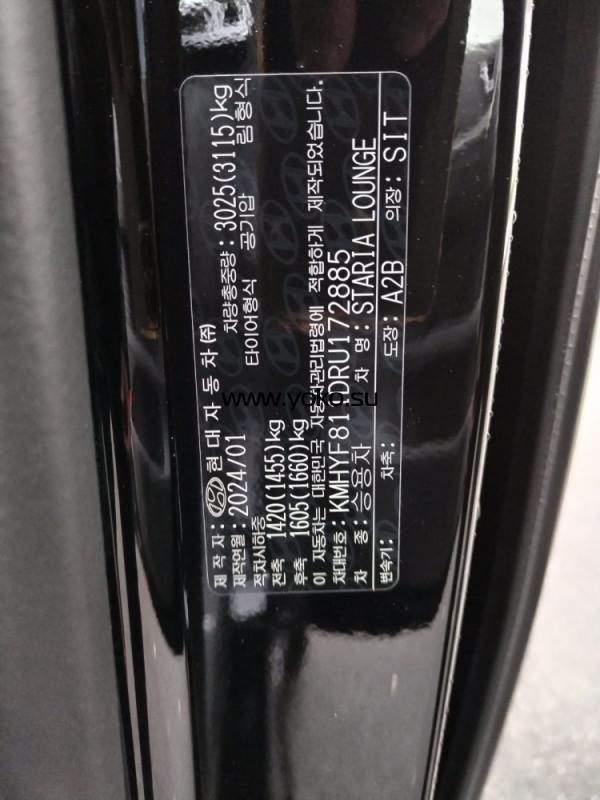 제 작 자: 현 대 자 동 차 (주)
제작연월: 2024/01 차량총중량: 3025(3115)kg
적차시하중 타이어형식 공기압 림형식
전축 1420(1455)kg
후축 1605(1660)kg
이 자동차는 대한민국 자동차관리법령에 적합하게 제작되었습니다.
차대번호: 
차 종: 승용차 차 명: STARIA LOUNGE
변속기: 차축: 도장: A2B 의장: SIT
www.yoko.su